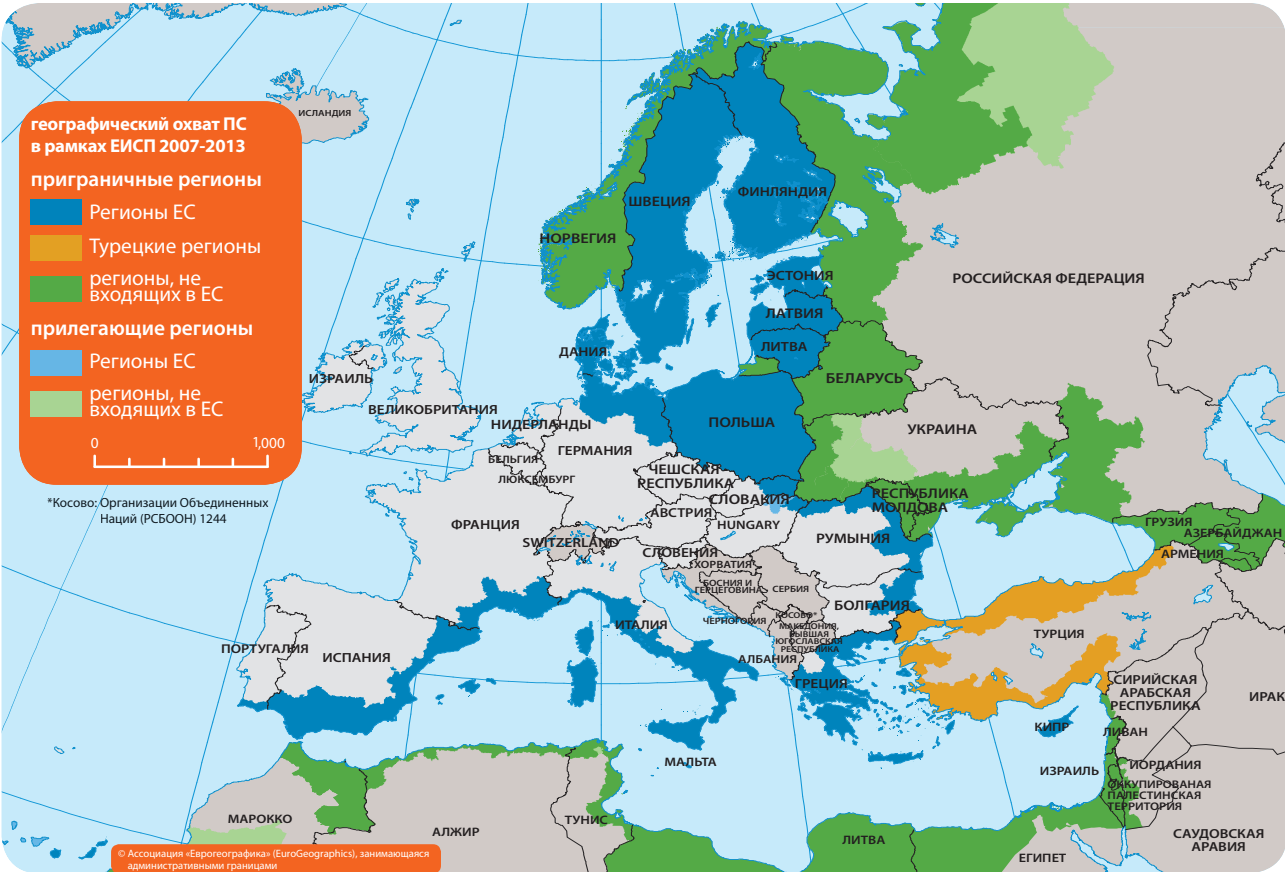 географический охват ПС
в рамках ЕИСП 2007-2013
приграничные регионы
Регионы ЕС
Турецкие регионы
регионы, не
входящих в ЕС
прилегающие регионы
Регионы ЕС
регионы, не
входящих в ЕС
0 1,000
*Косово: Организации Объединенных
Наций (РСБООН) 1244
ИСЛАНДИЯ
ШВЕЦИЯ
ФИНЛЯНДИЯ
НОРВЕГИЯ
ЭСТОНИЯ
РОССИЙСКАЯ ФЕДЕРАЦИЯ
ЛАТВИЯ
ЛИТВА
ДАНИЯ
ИЗРАИЛЬ
БЕЛАРУСЬ
ВЕЛИКОБРИТАНИЯ
НИДЕРЛАНДЫ
ПОЛЬША
УКРАИНА
ГЕРМАНИЯ
БЕЛЬГИЯ
ЛЮКСЕМБУРГ
ЧЕШСКАЯ
РЕСПУБЛИКА
СЛОВАКИЯ
РЕСПУБЛИКА
МОЛДОВА
АВСТРИЯ
ФРАНЦИЯ
HUNGARY
ГРУЗИЯ
АЗЕРБАЙДЖАН
АРМЕНИЯ
SWITZERLAND
РУМЫНИЯ
СЛОВЕНИЯ
ХОРВАТИЯ
БОСНИЯ И
ГЕРЦЕГОВИНА
СЕРБИЯ
БОЛГАРИЯ
КОСОВО*
ЧЕРНОГОРИЯ
МАКЕДОНИЯ,
БЫВШАЯ
ЮГОСЛАВСКАЯ
РЕСПУБЛИКА
ИТАЛИЯ
ТУРЦИЯ
ПОРТУГАЛИЯ
ИСПАНИЯ
АЛБАНИЯ
ГРЕЦИЯ
СИРИЙСКАЯ
АРАБСКАЯ
РЕСПУБЛИКА
ИРАК
КИПР
ЛИВАН
МАЛЬТА
ИЗРАИЛЬ
ИОРДАНИЯ
ОККУПИРОВАНАЯ
ПАЛЕСТИНСКАЯ
ТЕРРИТОРИЯ
МАРОККО
АЛЖИР
ТУНИС
ЛИТВА
ЕГИПЕТ
САУДОВСКАЯ
АРАВИЯ
© Ассоциация «Еврогеографика» (EuroGeographics), занимающаяся
административными границами